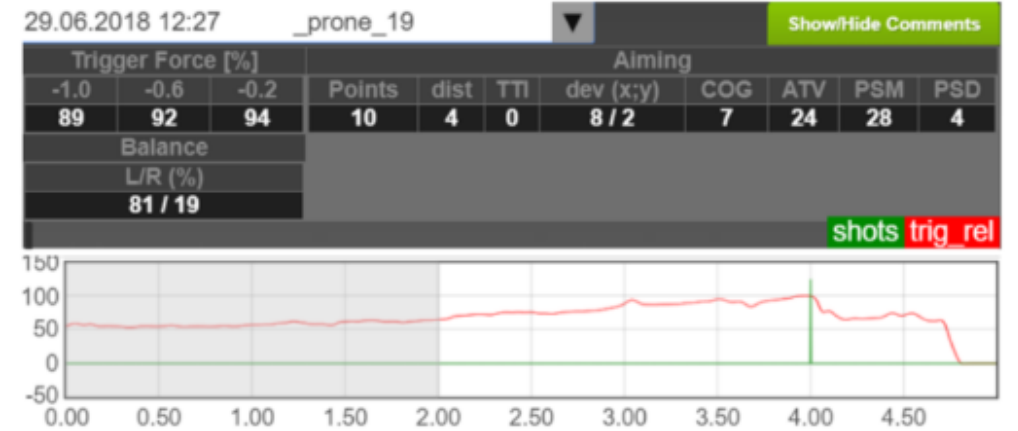 29.06.2018 12:27 _prone_19 ▼ Show/Hide Comments
Trigger Force [%] Aiming
-1.0 -0.6 -0.2 Points dist TTI dev (x;y) COG ATV PSM PSD
89 92 94 10 4 0 8 / 2 7 24 28 4
Balance
L/R (%)
81 / 19
shots trig_rel
150
100
50
0
-50
0.00 0.50 1.00 1.50 2.00 2.50 3.00 3.50 4.00 4.50